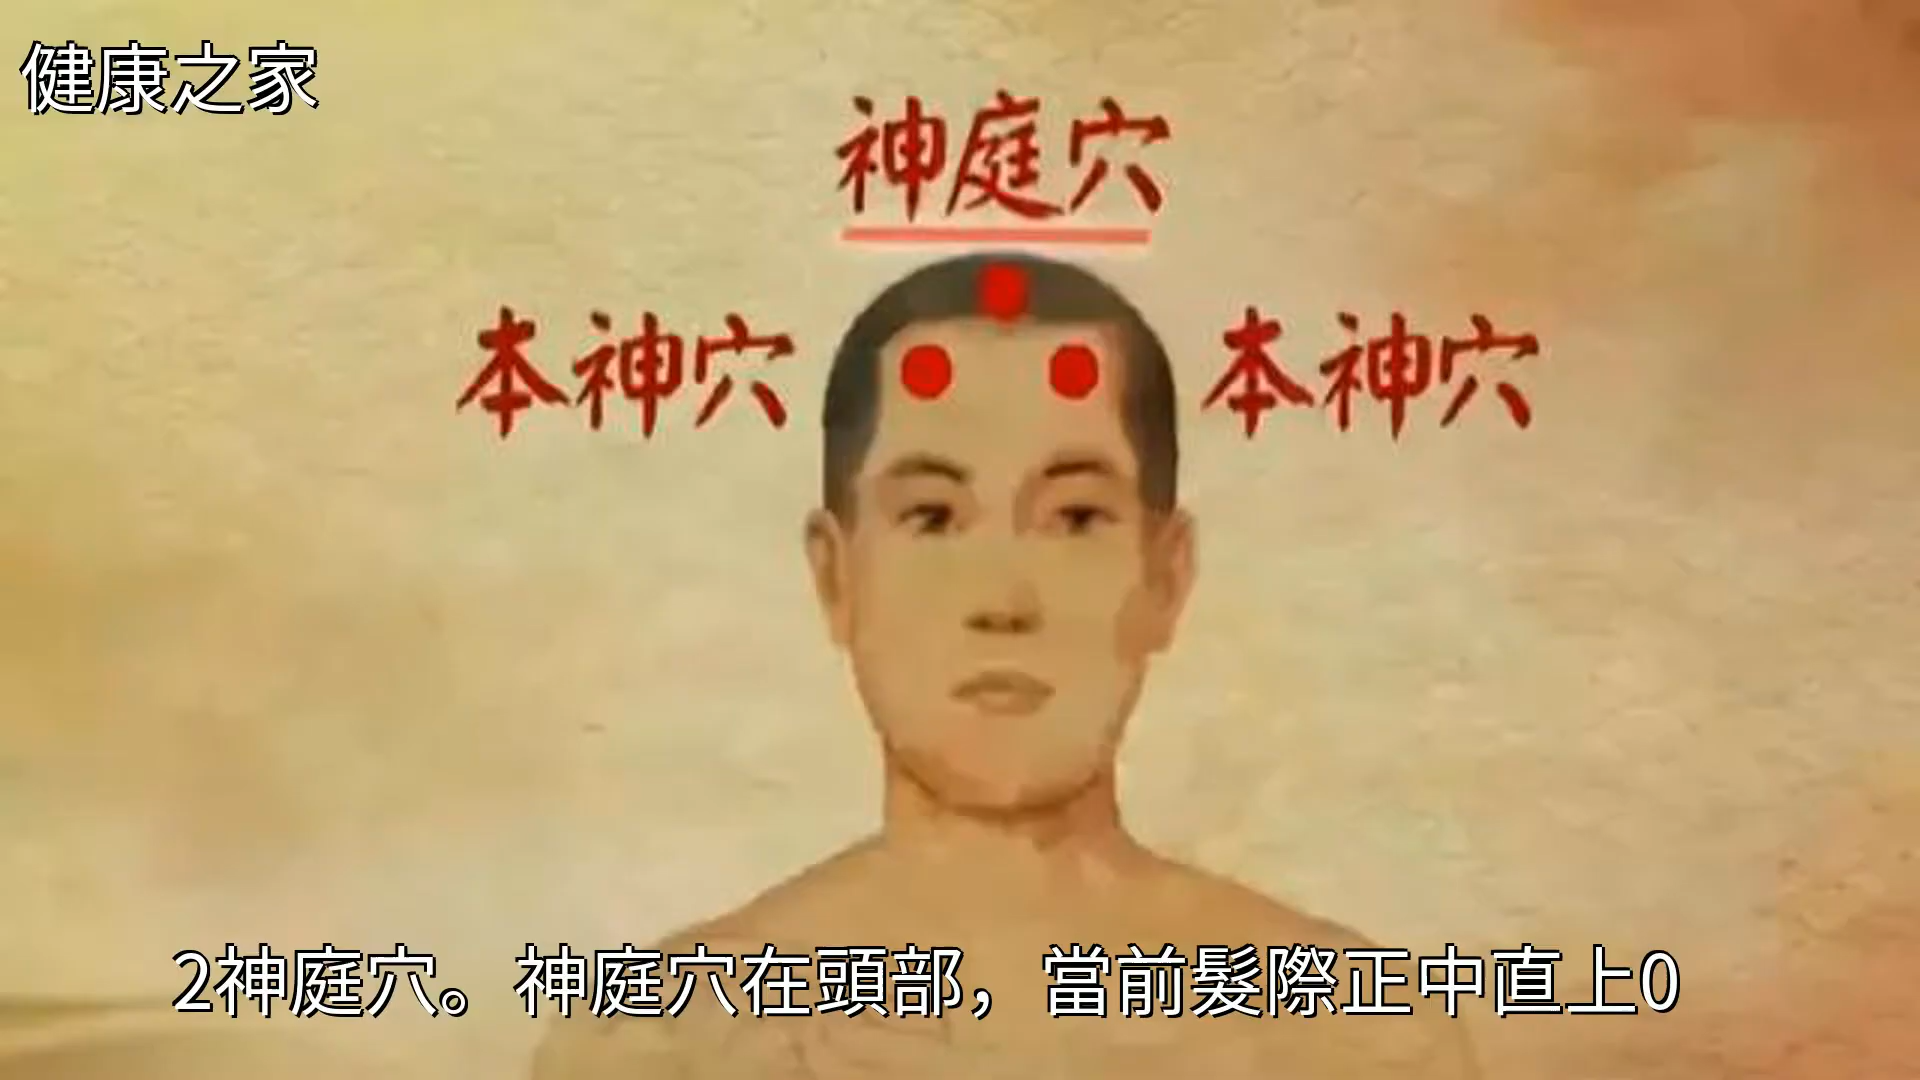 健康之家
神庭穴
本神穴
本神穴
2神庭穴。神庭穴在頭部，當前髮際正中直上0